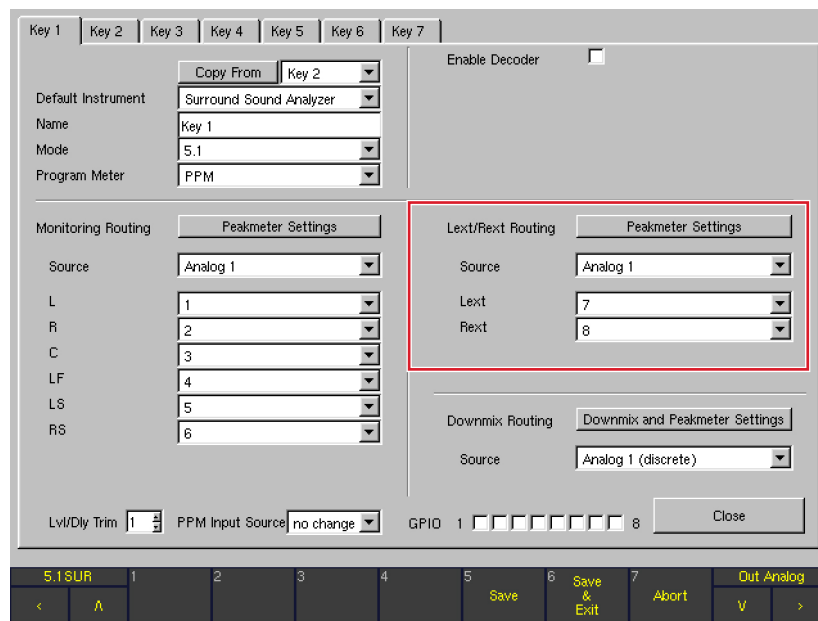 Key 1 Key 2 Key 3 Key 4 Key 5 Key 6 Key 7
Copy From Key 2
Enable Decoder
Default Instrument Surround Sound Analyzer
Name Key 1
Mode 5.1
Program Meter PPM
Monitoring Routing Peakmeter Settings
Lext/Rext Routing Peakmeter Settings
Source Analog 1
Source Analog 1
L 1
Lext 7
R 2
Rext 8
C 3
LF 4
LS 5
RS 6
Downmix Routing Downmix and Peakmeter Settings
Source Analog 1 (discrete)
Lvl/Dly Trim 1 PPM Input Source no change GPIO 1 8 Close
5.1SUR 1 2 3 4 5 Save 6 Save & Exit 7 Abort Out Analog
< Λ V >